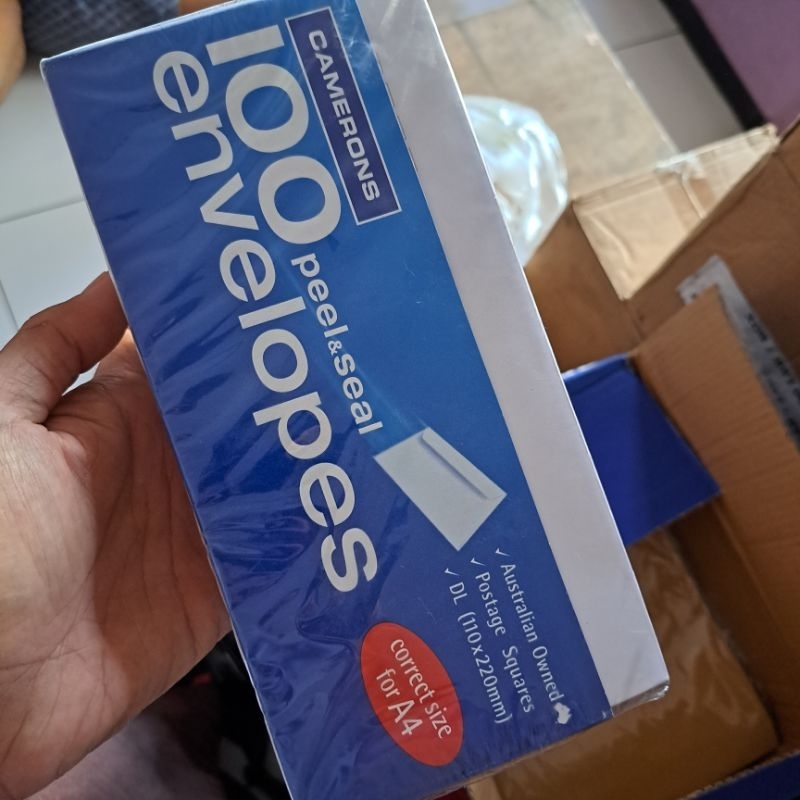 CAMERONS
100
peel&seal
envelopes
✓ Australian Owned
✓ Postage Squares
✓ DL (110x220mm)
correct size
for A4